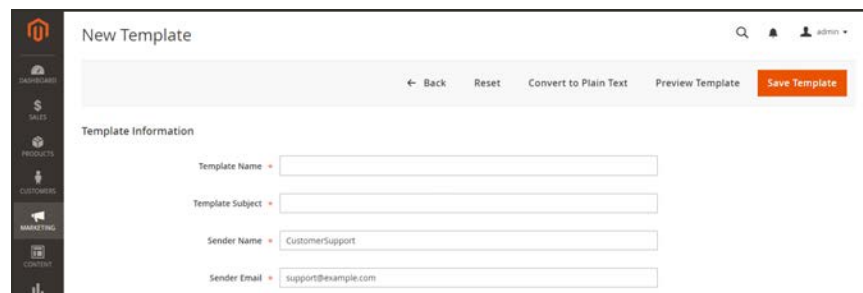 New Template
admin
DASHBOARD
← Back Reset Convert to Plain Text Preview Template Save Template
$
SALES
Template Information
PRODUCTS
Template Name *
CUSTOMERS
Template Subject *
MARKETING
Sender Name * CustomerSupport
CONTENT
Sender Email * support@example.com